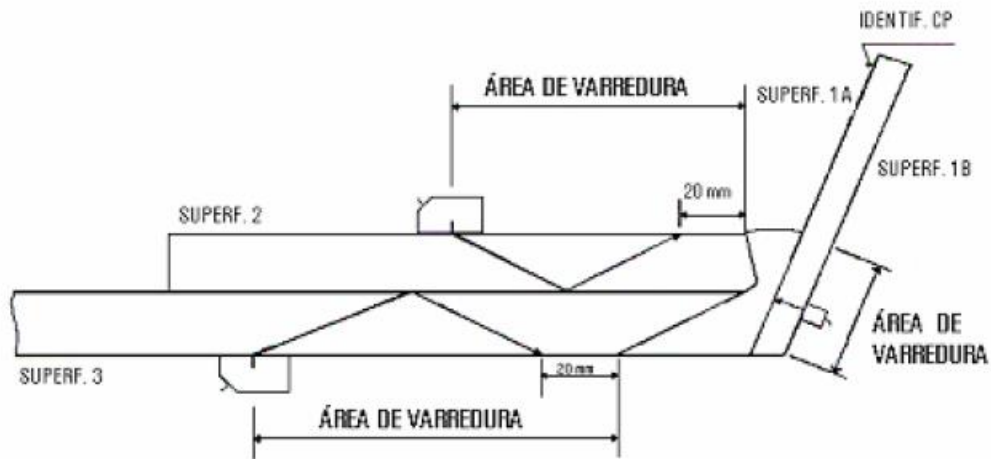 IDENTIF. CP
ÁREA DE VARREDURA
SUPERF. 1A
SUPERF. 1B
20 mm
SUPERF. 2
ÁREA DE
VARREDURA
SUPERF. 3
20 mm
ÁREA DE VARREDURA